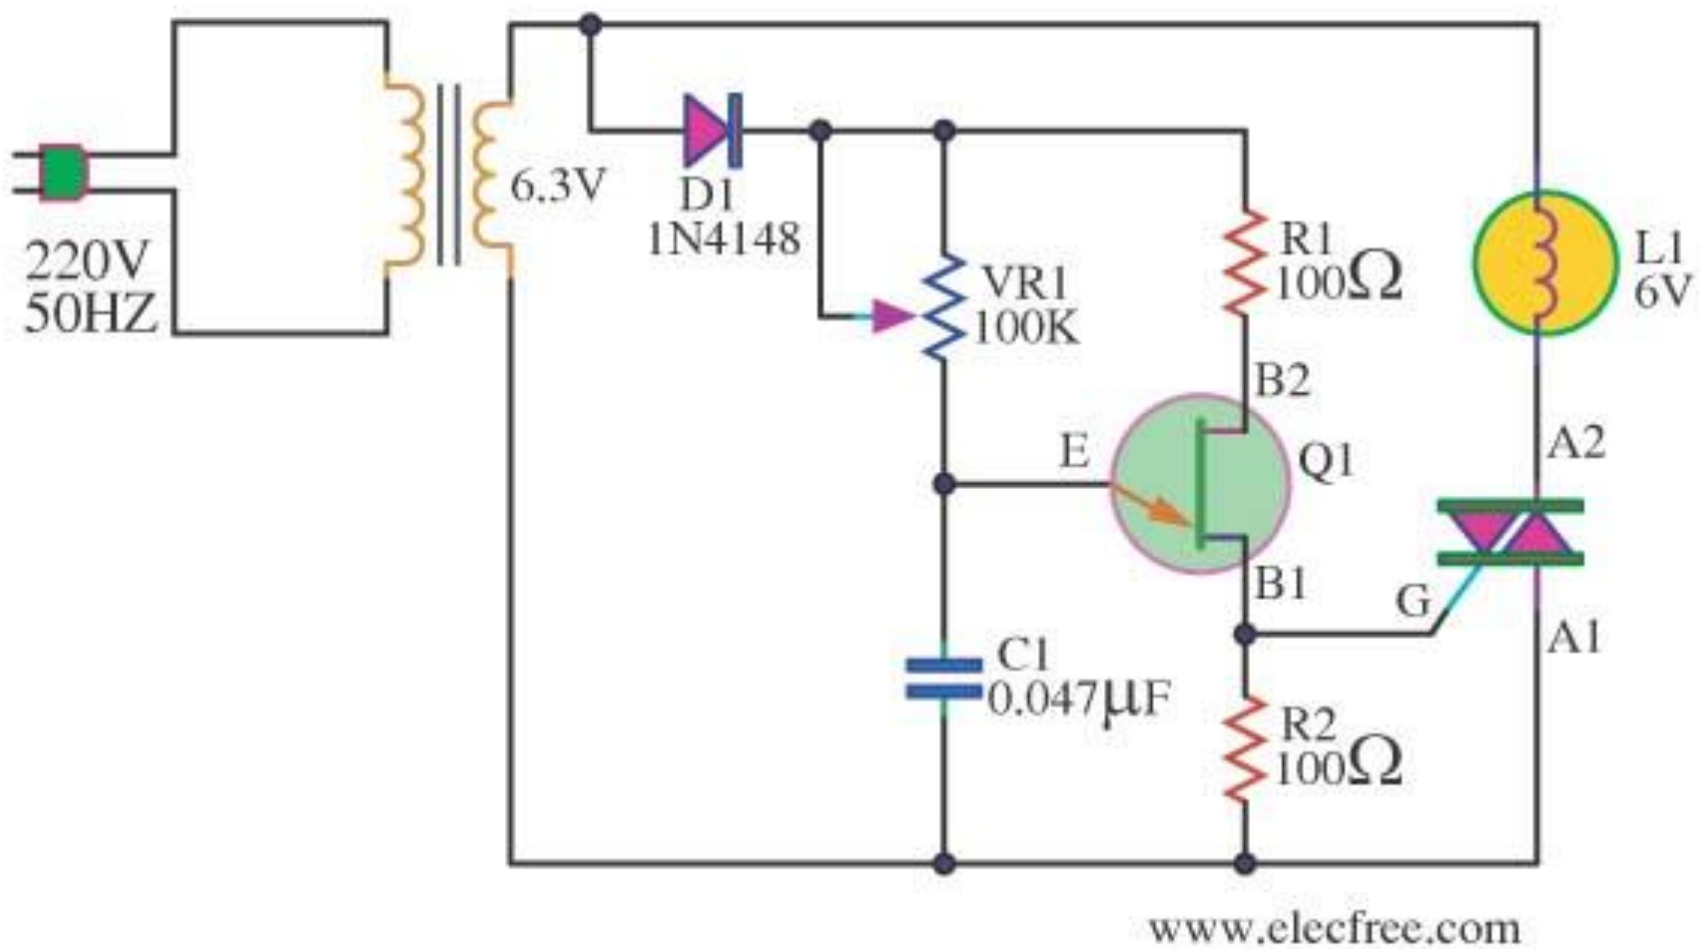 220V
50HZ
6.3V
D1
1N4148
VR1
100K
R1
100Ω
L1
6V
B2
E
Q1
A2
B1
G
A1
C1
0.047µF
R2
100Ω
www.elecfree.com